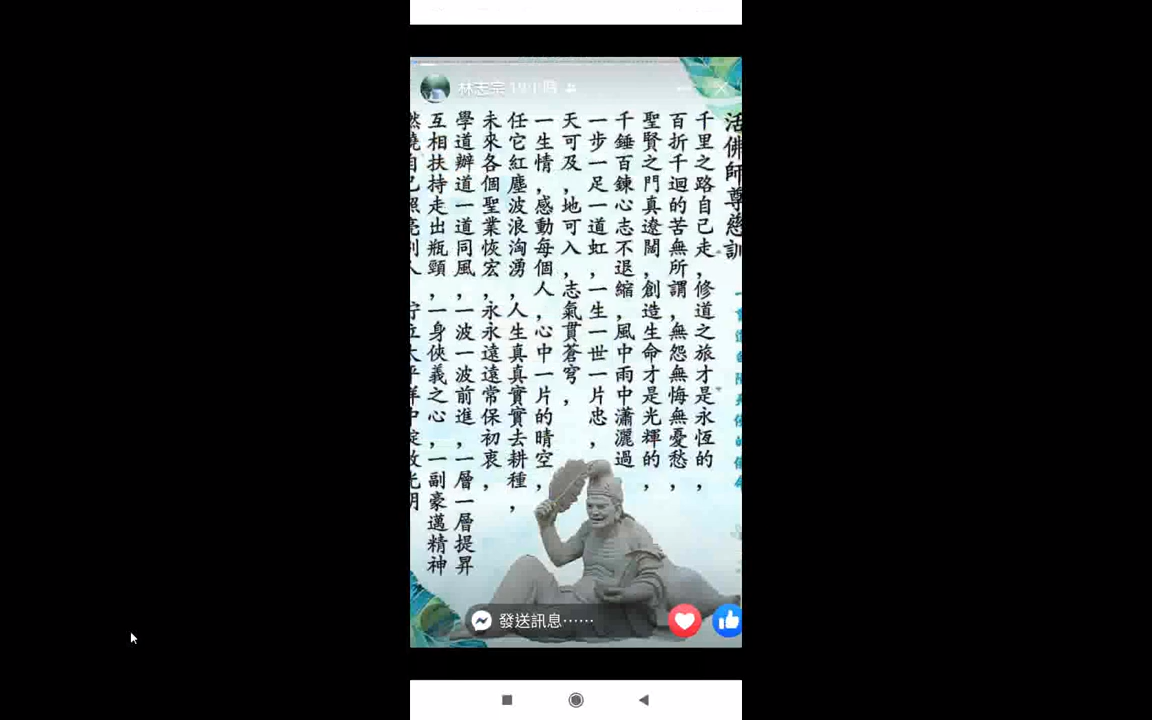 林志宗 19小時
活佛師尊慈訓
千里之路自己走，修道之旅才是永恆的，
百折千迴的苦無所謂，無怨無悔無憂愁，
聖賢之門真遼闊，創造生命才是光輝的，
千錘百鍊心志不退縮，風中雨中瀟灑過
一步一足一道虹，一生一世一片忠，
天可及，地可入，志氣貫蒼穹，
一生情，感動每個人，心中一片的晴空，
任它紅塵波浪洶湧，人生真真實實去耕種，
未來各個聖業恢宏，永永遠遠常保初衷，
學道辦道一道同風，一波一波前進，一層一層提昇
互相扶持走出瓶頸，一身俠義之心，一副豪邁精神
發送訊息……